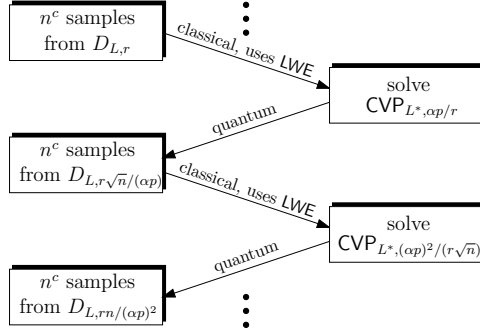 n^c samples
from D_{L,r}
classical, uses LWE
solve
CVP_{L*,αp/r}
quantum
n^c samples
from D_{L,r√n/(αp)}
classical, uses LWE
solve
CVP_{L*,(αp)^2/(r√n)}
quantum
n^c samples
from D_{L,rn/(αp)^2}